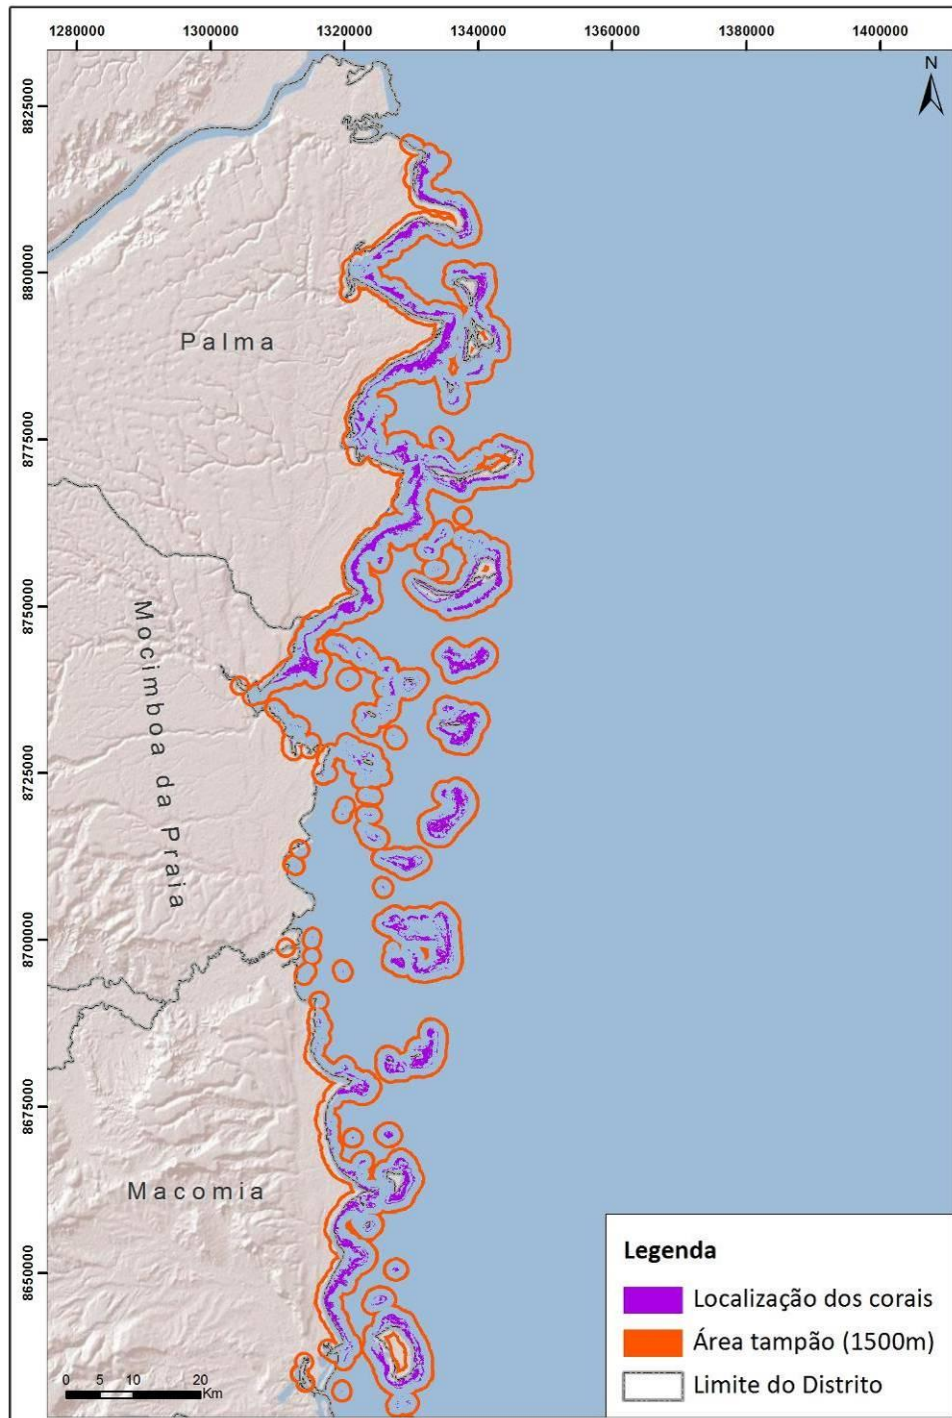 1280000 1300000 1320000 1340000 1360000 1380000 1400000
N
8825000
8800000
Palma
8775000
8750000
Mocimboa da Praia
8725000
8700000
8675000
Macomia
8650000
Legenda
Localização dos corais
Área tampão (1500m)
Limite do Distrito
0 5 10 20
Km